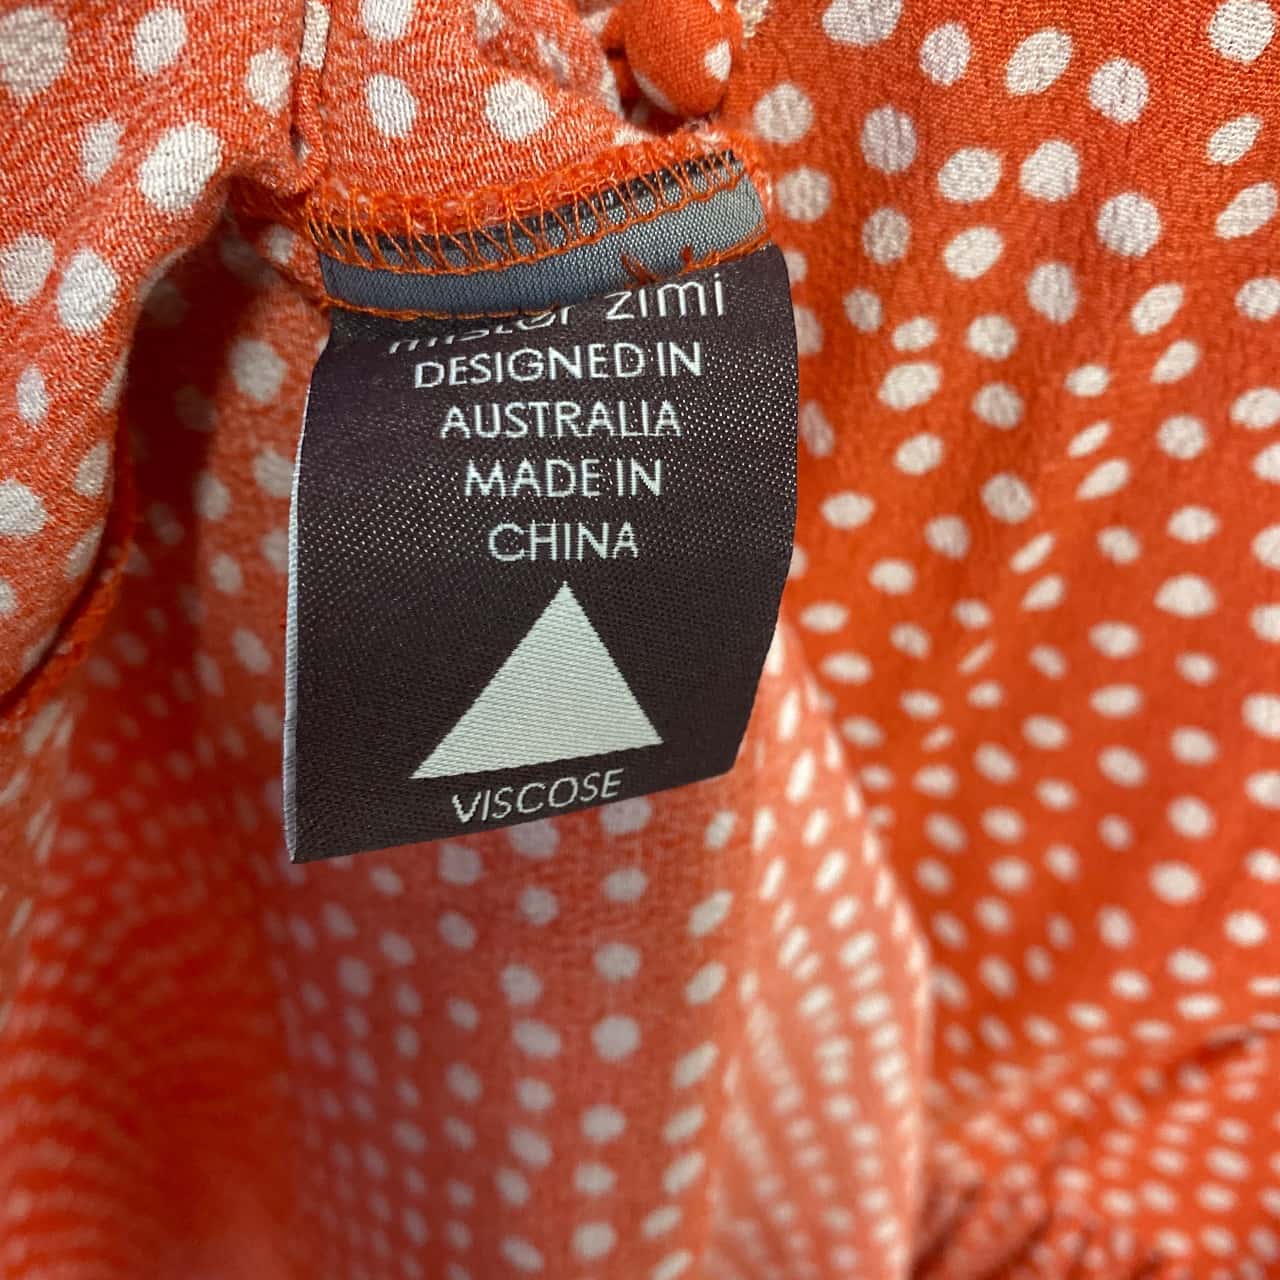 mister zimi
DESIGNED IN
AUSTRALIA
MADE IN
CHINA
VISCOSE